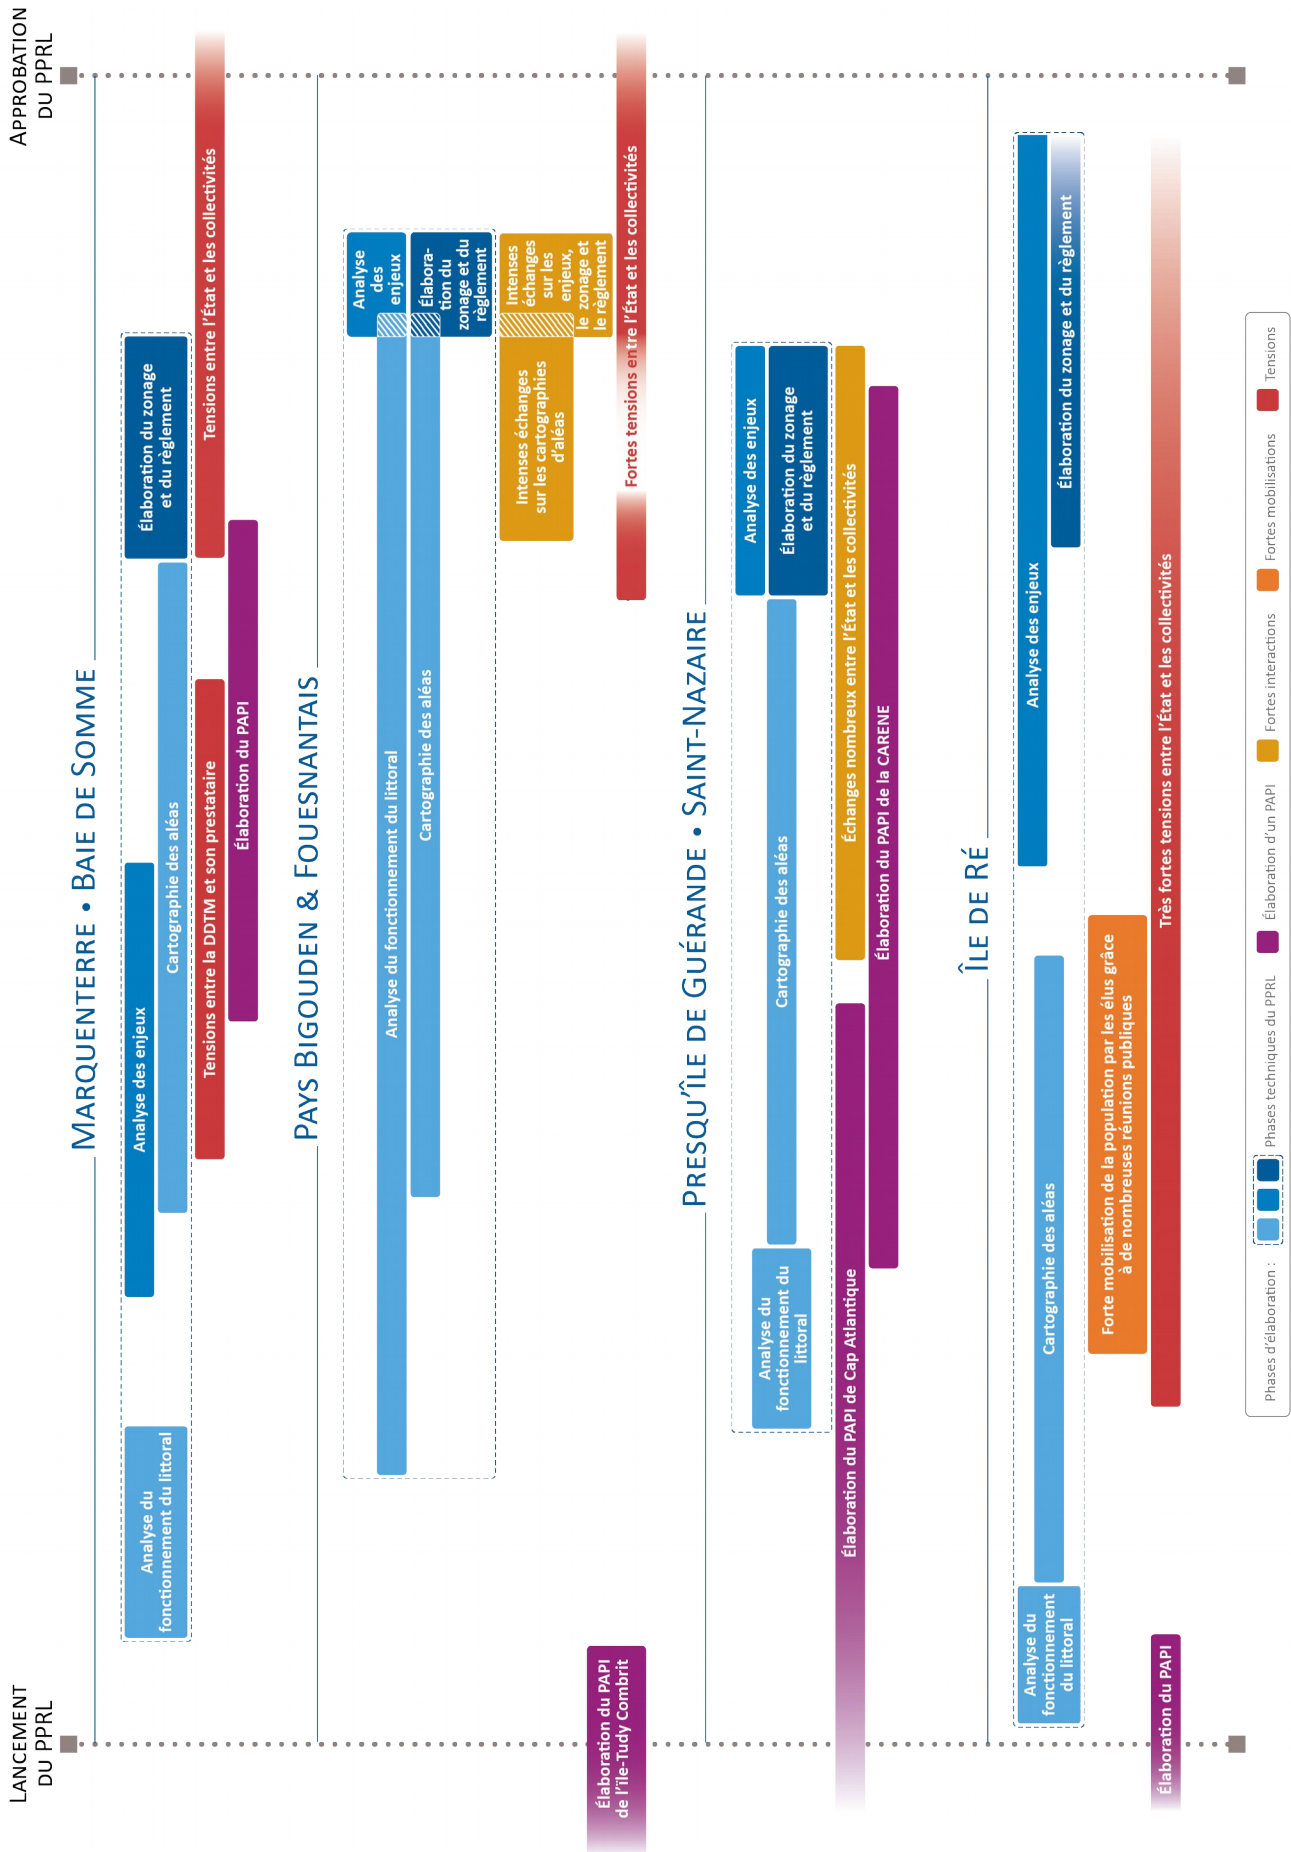 LANCEMENT
DU PPRL
APPROBATION
DU PPRL
MARQUENTERRE • BAIE DE SOMME
Analyse du
fonctionnement du littoral
Analyse des enjeux
Cartographie des aléas
Élaboration du zonage
et du règlement
Tensions entre la DDTM et son prestataire
Tensions entre l'État et les collectivités
Élaboration du PAPI
PAYS BIGOUDEN & FOUESNANTAIS
Analyse des
enjeux
Analyse du fonctionnement du littoral
Cartographie des aléas
Élabora-
tion du
zonage et du
règlement
Intenses échanges
sur les cartographies
d'aléas
Intenses
échanges
sur les
enjeux,
le zonage et
le règlement
Élaboration du PAPI
de l'île-Tudy Combrit
Fortes tensions entre l'État et les collectivités
PRESQU'ÎLE DE GUÉRANDE • SAINT-NAZAIRE
Analyse du
fonctionnement du
littoral
Cartographie des aléas
Analyse des enjeux
Élaboration du zonage
et du règlement
Élaboration du PAPI de Cap Atlantique
Échanges nombreux entre l'État et les collectivités
Élaboration du PAPI de la CARENE
ÎLE DE RÉ
Analyse du
fonctionnement
du littoral
Cartographie des aléas
Analyse des enjeux
Élaboration du zonage et du règlement
Forte mobilisation de la population par les élus grâce
à de nombreuses réunions publiques
Élaboration du PAPI
Très fortes tensions entre l'État et les collectivités
Phases d'élaboration :
Phases techniques du PPRL
Élaboration d'un PAPI
Fortes interactions
Fortes mobilisations
Tensions